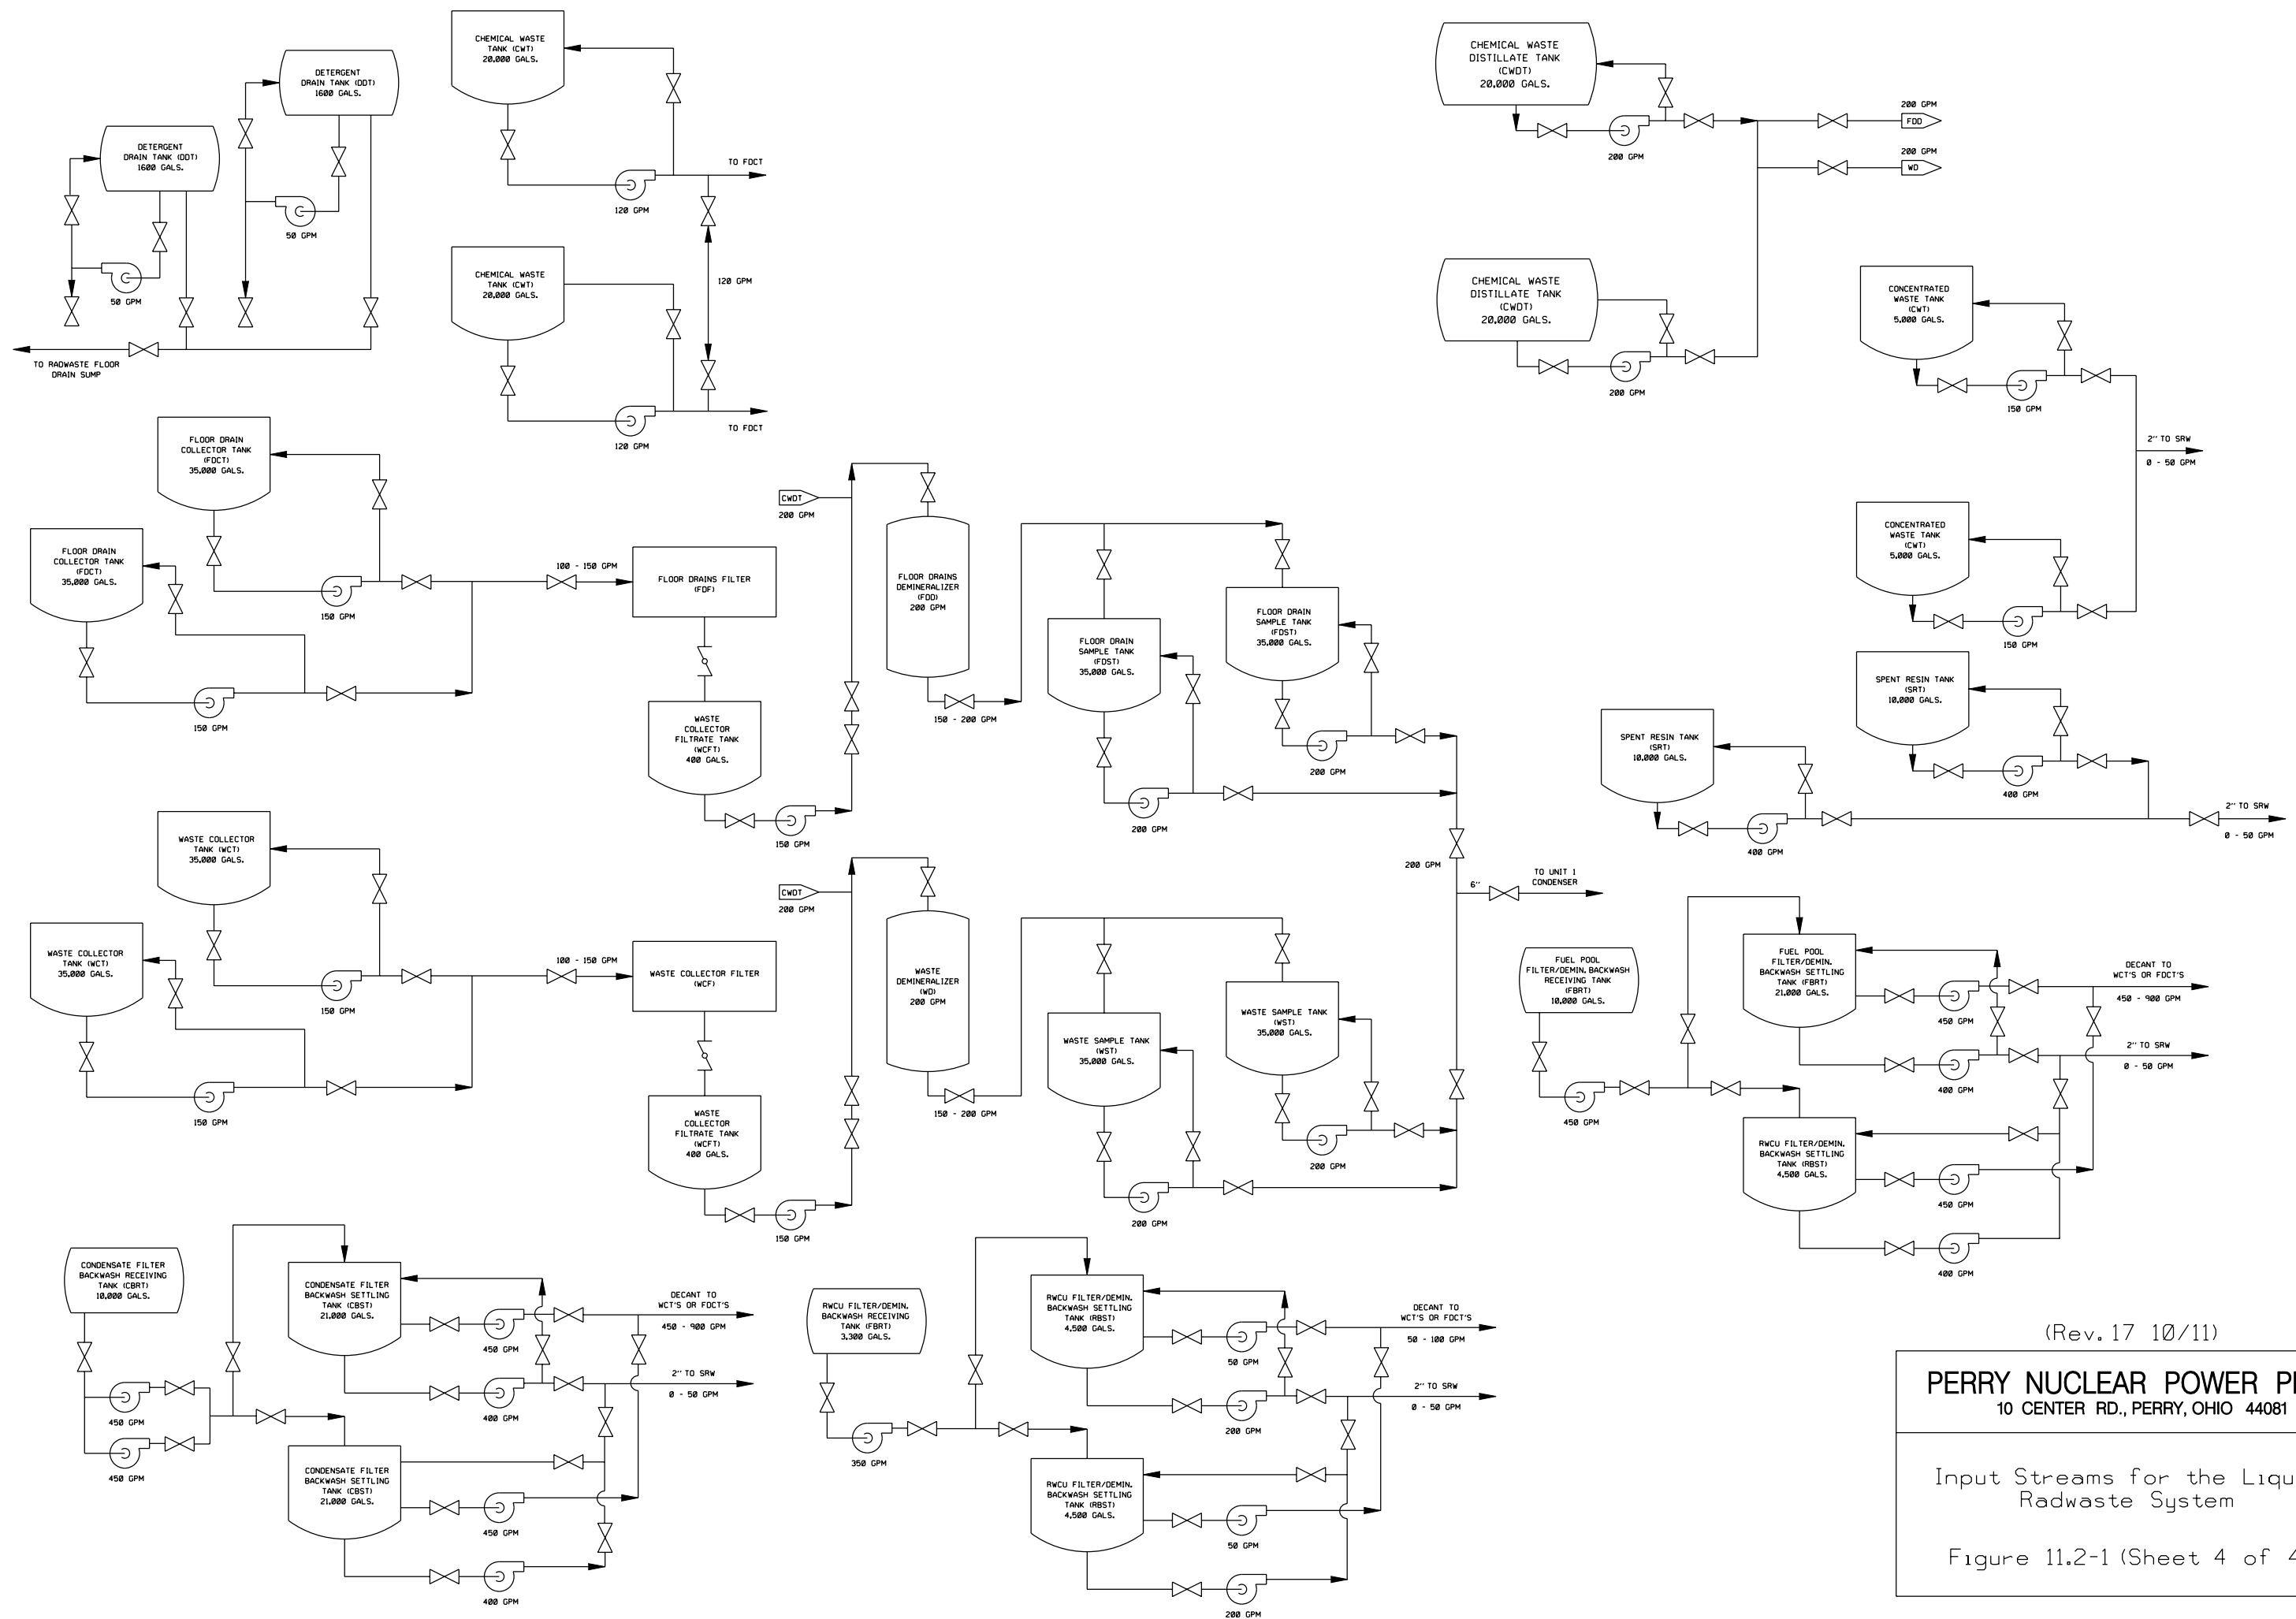 CHEMICAL WASTE
TANK (CWT)
20,000 GALS.
DETERGENT
DRAIN TANK (DDT)
1600 GALS.
DETERGENT
DRAIN TANK (DDT)
1600 GALS.
50 GPM
50 GPM
TO RADWASTE FLOOR
DRAIN SUMP
TO FDCT
120 GPM
CHEMICAL WASTE
TANK (CWT)
20,000 GALS.
120 GPM
TO FDCT
120 GPM
CHEMICAL WASTE
DISTILLATE TANK
(CWDT)
20,000 GALS.
200 GPM
200 GPM
FDD
200 GPM
WD
CHEMICAL WASTE
DISTILLATE TANK
(CWDT)
20,000 GALS.
200 GPM
CONCENTRATED
WASTE TANK
(CWT)
5,000 GALS.
150 GPM
2" TO SRW
0 - 50 GPM
CONCENTRATED
WASTE TANK
(CWT)
5,000 GALS.
150 GPM
FLOOR DRAIN
COLLECTOR TANK
(FDCT)
35,000 GALS.
FLOOR DRAIN
COLLECTOR TANK
(FDCT)
35,000 GALS.
150 GPM
150 GPM
100 - 150 GPM
FLOOR DRAINS FILTER
(FDF)
WASTE
COLLECTOR
FILTRATE TANK
(WCFT)
400 GALS.
150 GPM
CWDT
200 GPM
FLOOR DRAINS
DEMINERALIZER
(FDD)
200 GPM
150 - 200 GPM
FLOOR DRAIN
SAMPLE TANK
(FDST)
35,000 GALS.
FLOOR DRAIN
SAMPLE TANK
(FDST)
35,000 GALS.
200 GPM
200 GPM
200 GPM
SPENT RESIN TANK
(SRT)
10,000 GALS.
SPENT RESIN TANK
(SRT)
10,000 GALS.
400 GPM
400 GPM
2" TO SRW
0 - 50 GPM
WASTE COLLECTOR
TANK (WCT)
35,000 GALS.
WASTE COLLECTOR
TANK (WCT)
35,000 GALS.
150 GPM
150 GPM
100 - 150 GPM
WASTE COLLECTOR FILTER
(WCF)
WASTE
COLLECTOR
FILTRATE TANK
(WCFT)
400 GALS.
150 GPM
CWDT
200 GPM
WASTE
DEMINERALIZER
(WD)
200 GPM
150 - 200 GPM
WASTE SAMPLE TANK
(WST)
35,000 GALS.
WASTE SAMPLE TANK
(WST)
35,000 GALS.
200 GPM
200 GPM
6"
TO UNIT 1
CONDENSER
FUEL POOL
FILTER/DEMIN. BACKWASH
RECEIVING TANK
(FBRT)
10,000 GALS.
450 GPM
FUEL POOL
FILTER/DEMIN.
BACKWASH SETTLING
TANK (FBRT)
21,000 GALS.
450 GPM
400 GPM
DECANT TO
WCT'S OR FDCT'S
450 - 900 GPM
2" TO SRW
0 - 50 GPM
RWCU FILTER/DEMIN.
BACKWASH SETTLING
TANK (RBST)
4,500 GALS.
450 GPM
400 GPM
CONDENSATE FILTER
BACKWASH RECEIVING
TANK (CBRT)
10,000 GALS.
450 GPM
450 GPM
CONDENSATE FILTER
BACKWASH SETTLING
TANK (CBST)
21,000 GALS.
450 GPM
400 GPM
DECANT TO
WCT'S OR FDCT'S
450 - 900 GPM
2" TO SRW
0 - 50 GPM
CONDENSATE FILTER
BACKWASH SETTLING
TANK (CBST)
21,000 GALS.
450 GPM
400 GPM
RWCU FILTER/DEMIN.
BACKWASH RECEIVING
TANK (FBRT)
3,300 GALS.
350 GPM
RWCU FILTER/DEMIN.
BACKWASH SETTLING
TANK (RBST)
4,500 GALS.
50 GPM
200 GPM
DECANT TO
WCT'S OR FDCT'S
50 - 100 GPM
2" TO SRW
0 - 50 GPM
RWCU FILTER/DEMIN.
BACKWASH SETTLING
TANK (RBST)
4,500 GALS.
50 GPM
200 GPM
(Rev. 17 10/11)
PERRY NUCLEAR POWER
10 CENTER RD., PERRY, OHIO 44081
Input Streams for the
Radwaste System
Figure 11.2-1 (Sheet 4 of 4